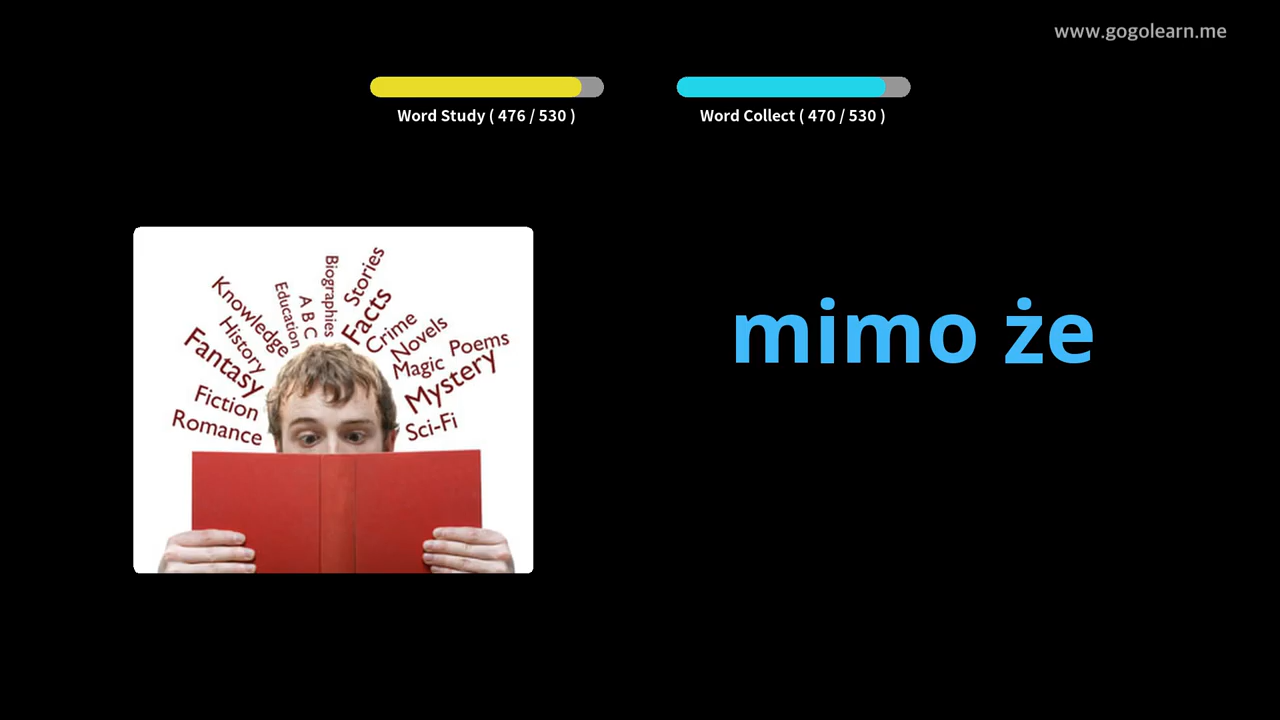 www.gogolearn.me
Word Study ( 476 / 530 )
Word Collect ( 470 / 530 )
mimo że
Biographies
Stories
Education
A B C
Facts
Knowledge
Crime
History
Novels
Poems
Fantasy
Magic
Mystery
Fiction
Romance
Sci-Fi